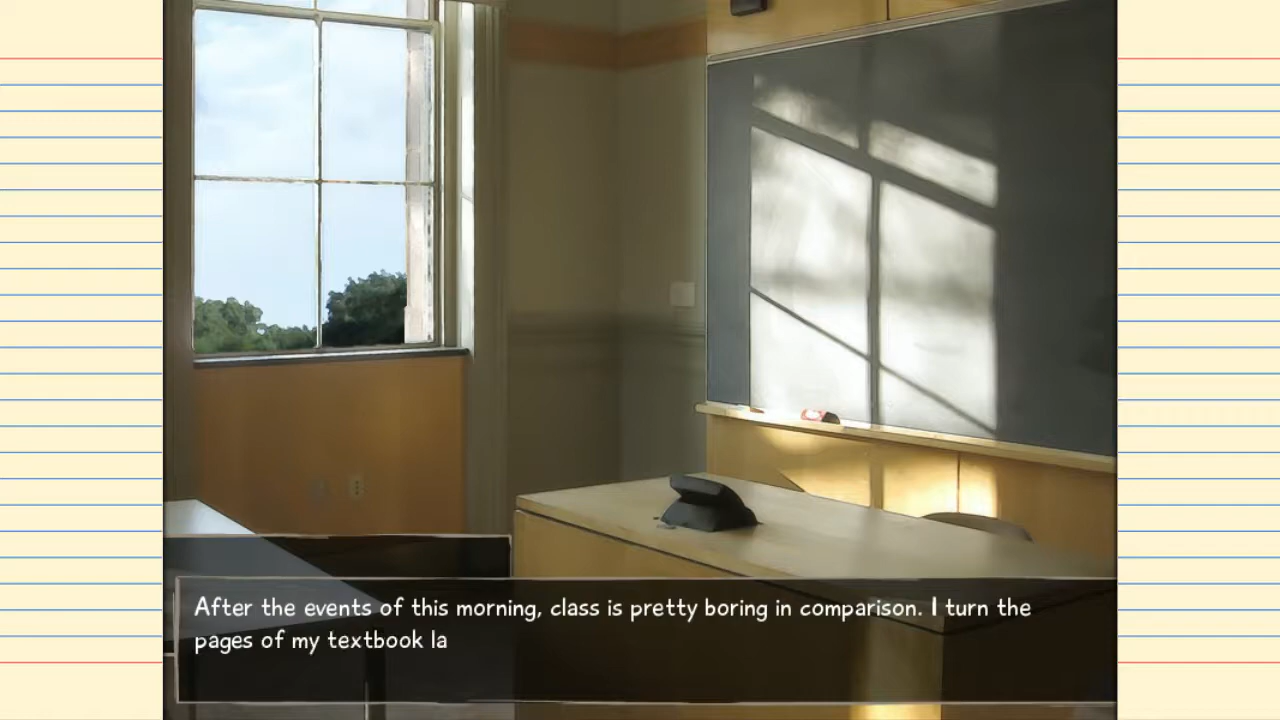 After the events of this morning, class is pretty boring in comparison. I turn the
pages of my textbook la